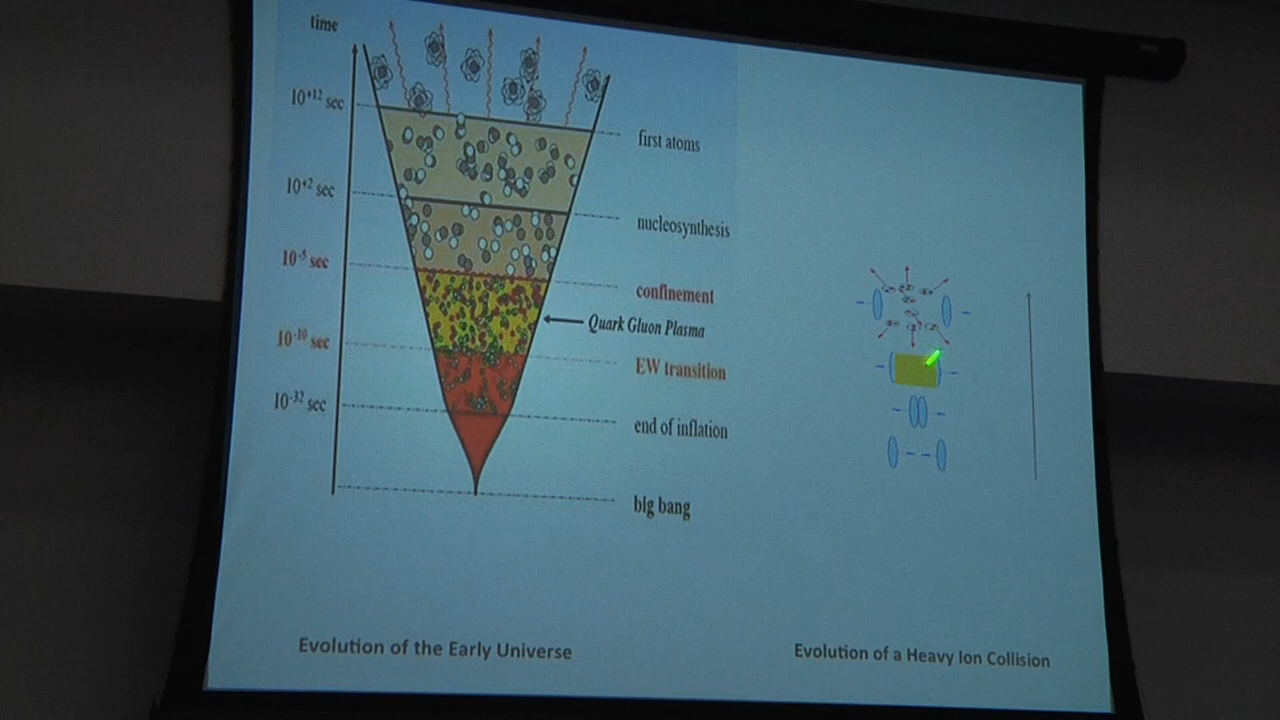 time
10⁺¹² sec
first atoms
10⁺² sec
nucleosynthesis
10⁻⁵ sec
confinement
Quark Gluon Plasma
10⁻¹⁰ sec
EW transition
10⁻³² sec
end of inflation
big bang
Evolution of the Early Universe
Evolution of a Heavy Ion Collision